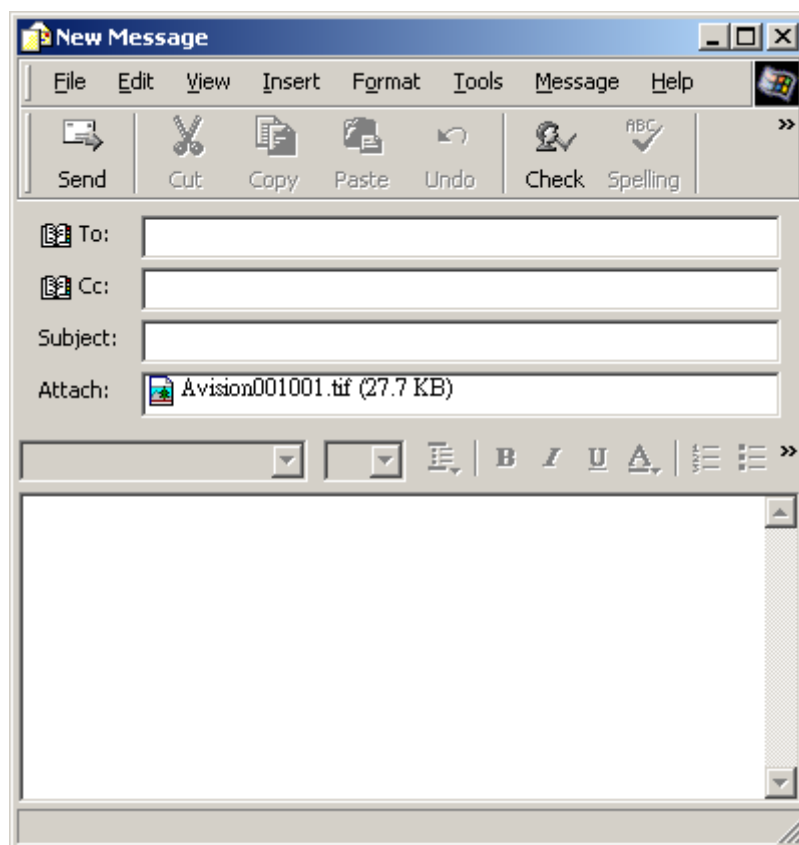 New Message
File Edit View Insert Format Tools Message Help
ABC
Send Cut Copy Paste Undo Check Spelling
To:
Cc:
Subject:
Attach: Avision001001.tif (27.7 KB)
B I U A